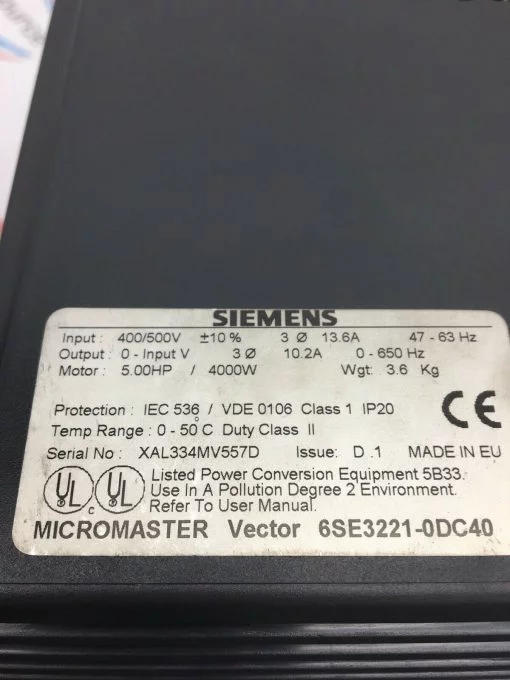 SIEMENS
Input : 400/500V ±10 % 3 Ø 13.6A 47 - 63 Hz
Output : 0 - Input V 3 Ø 10.2A 0 - 650 Hz
Motor : 5.00HP / 4000W Wgt: 3.6 Kg
Protection : IEC 536 / VDE 0106 Class 1 IP20
CE
Temp Range : 0 - 50°C Duty Class II
Serial No : XAL334MV557D Issue: D .1 MADE IN EU
UL c UL Listed Power Conversion Equipment 5B33.
Use In A Pollution Degree 2 Environment.
Refer To User Manual.
MICROMASTER Vector 6SE3221-0DC40